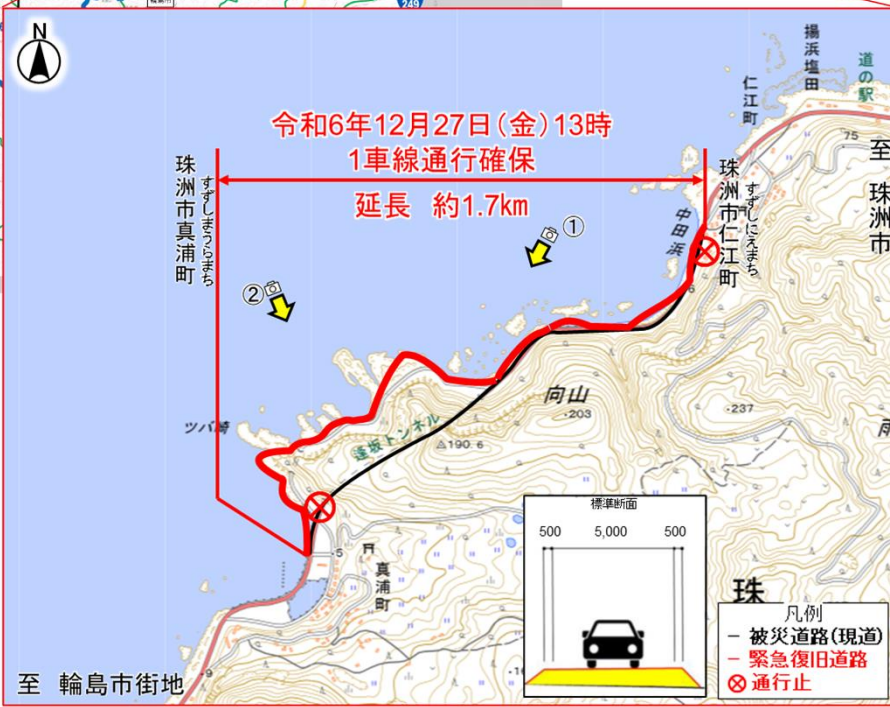 249
N
令和6年12月27日(金)13時
1車線通行確保
延長 約1.7km
珠洲市真浦町
すずしまうらまち
珠洲市仁江町
すずしにえまち
揚浜塩田
道の駅
仁江町
75
至 珠洲市
中田浜
①
②
6
向山
・203
・237
ツバ崎
逢坂トンネル
△190.6
標準断面
500 5,000 500
5
真浦町
珠
凡例
被災道路(現道)
緊急復旧道路
通行止
9
至 輪島市街地